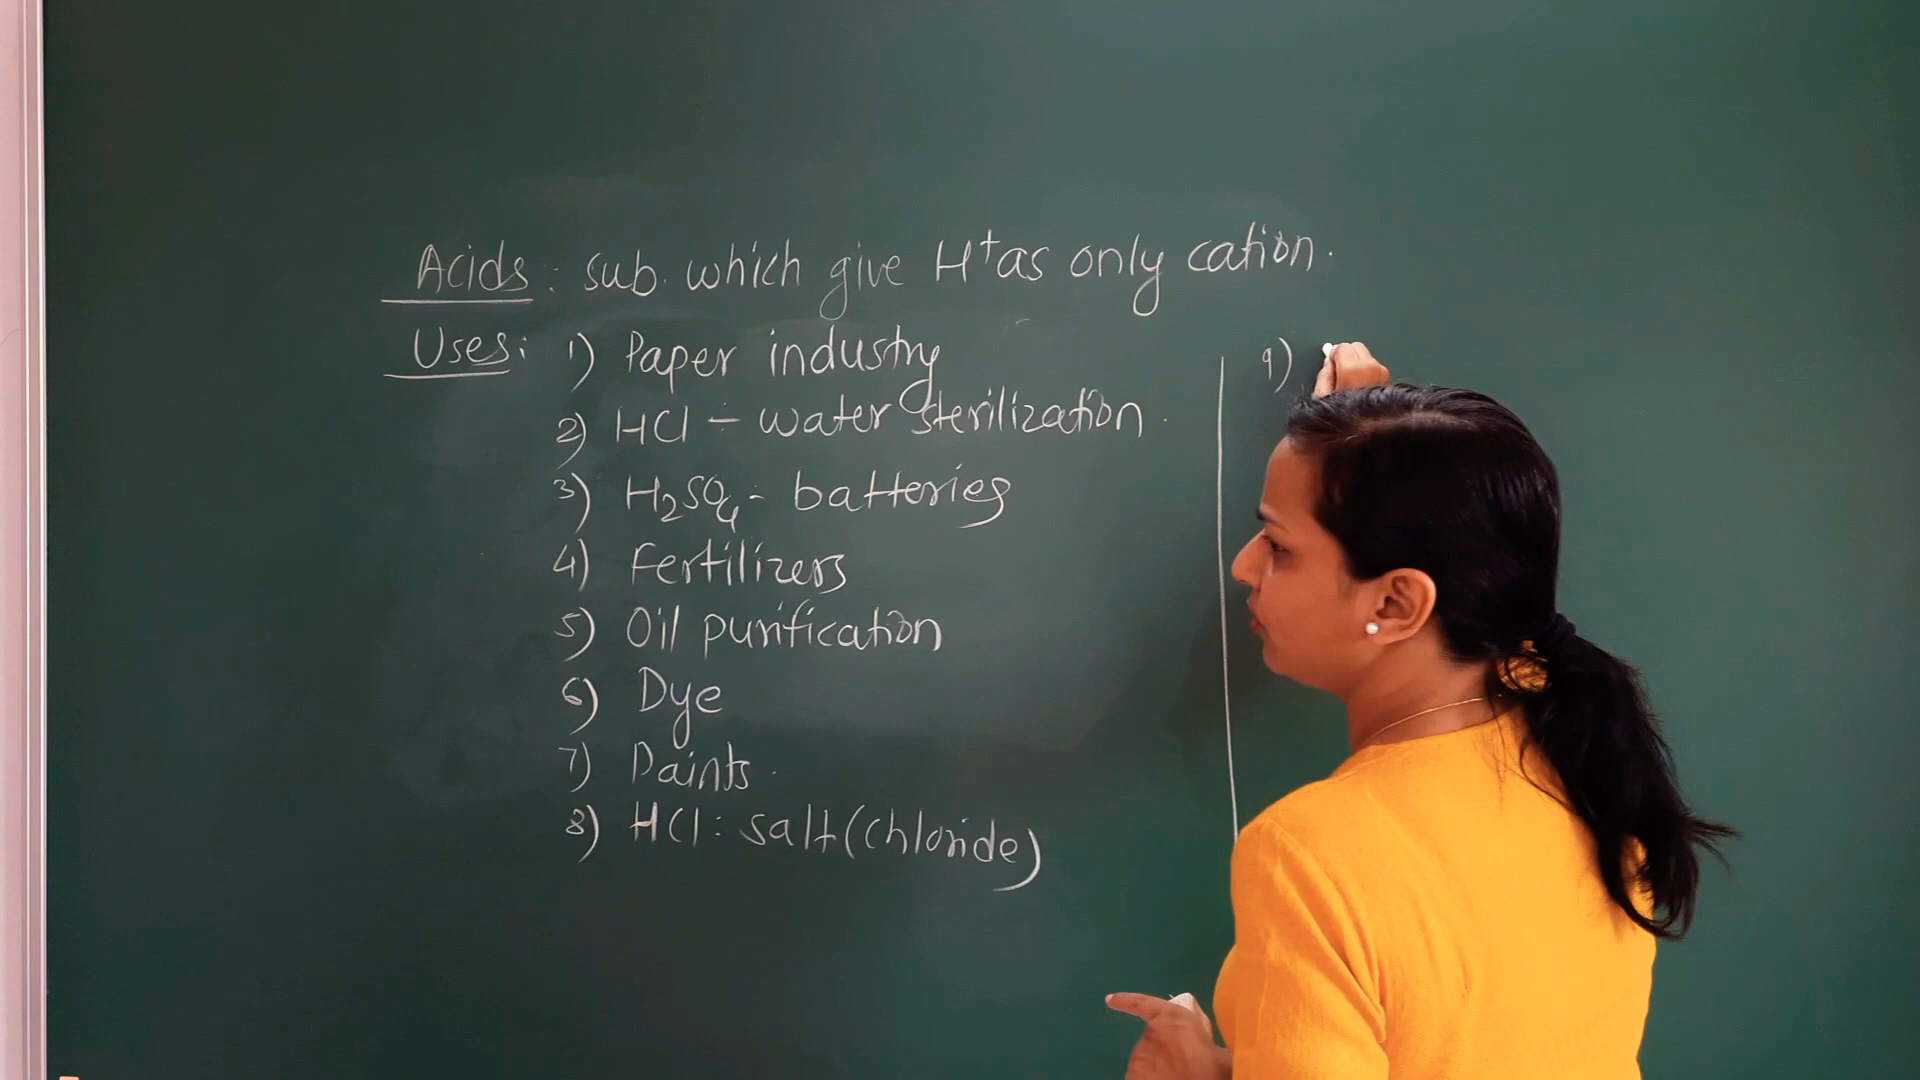 Acids: sub. which give H⁺ as only cation.
Uses: 1) Paper industry
2) HCl - water sterilization.
3) H₂SO₄ - batteries
4) Fertilizers
5) Oil purification
6) Dye
7) Paints.
8) HCl: salt (chloride)
9)